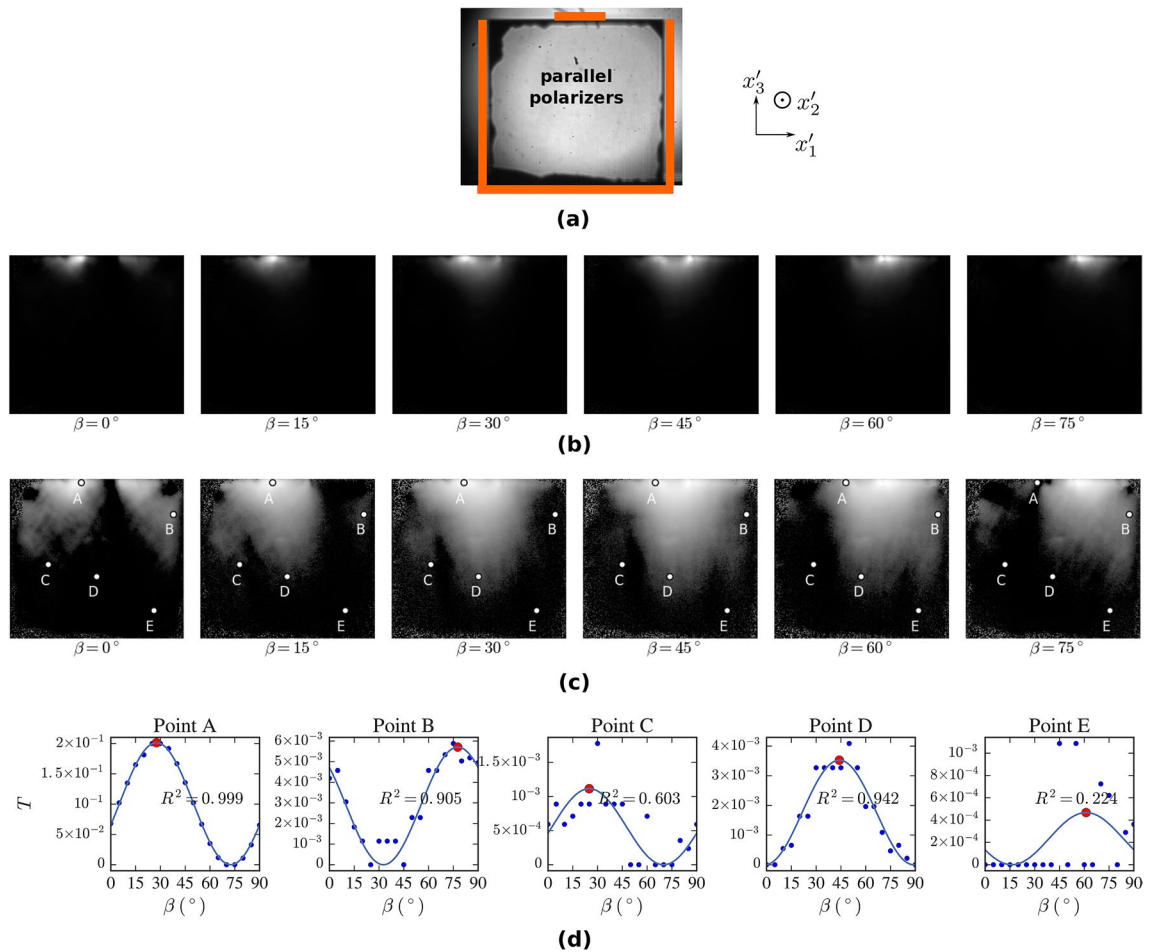 parallel
polarizers
x′3
x′2
x′1
(a)
β = 0° β = 15° β = 30° β = 45° β = 60° β = 75°
(b)
A B C D E
A B C D E
A B C D E
A B C D E
A B C D E
A B C D E
β = 0° β = 15° β = 30° β = 45° β = 60° β = 75°
(c)
Point A
2×10⁻¹
1.5×10⁻¹
10⁻¹
5×10⁻²
0
T
R² = 0.999
0 15 30 45 60 75 90
β (°)
Point B
6×10⁻³
5×10⁻³
4×10⁻³
3×10⁻³
2×10⁻³
10⁻³
0
R² = 0.905
0 15 30 45 60 75 90
β (°)
Point C
1.5×10⁻³
10⁻³
5×10⁻⁴
0
R² = 0.603
0 15 30 45 60 75 90
β (°)
Point D
4×10⁻³
3×10⁻³
2×10⁻³
10⁻³
0
R² = 0.942
0 15 30 45 60 75 90
β (°)
Point E
10⁻³
8×10⁻⁴
6×10⁻⁴
4×10⁻⁴
2×10⁻⁴
0
R² = 0.224
0 15 30 45 60 75 90
β (°)
(d)